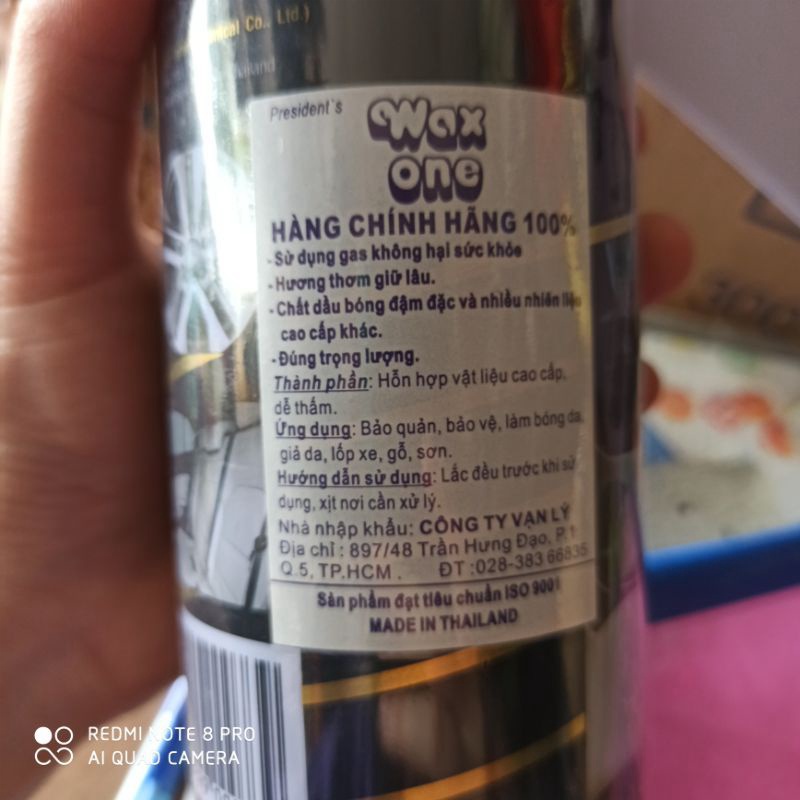 Co., Ltd.)
President's
Wax
one
HÀNG CHÍNH HÃNG 100%
- Sử dụng gas không hại sức khỏe
- Hương thơm giữ lâu.
- Chất dầu bóng đậm đặc và nhiều nhiên liệu
cao cấp khác.
- Đúng trọng lượng.
Thành phần: Hỗn hợp vật liệu cao cấp,
dễ thấm.
Ứng dụng: Bảo quản, bảo vệ, làm bóng da,
giả da, lốp xe, gỗ, sơn.
Hướng dẫn sử dụng: Lắc đều trước khi sử
dụng, xịt nơi cần xử lý.
Nhà nhập khẩu: CÔNG TY VẠN LÝ
Địa chỉ : 897/48 Trần Hưng Đạo, P.1
Q.5, TP.HCM . ĐT :028-383 66835
Sản phẩm đạt tiêu chuẩn ISO 9001
MADE IN THAILAND
REDMI NOTE 8 PRO
AI QUAD CAMERA